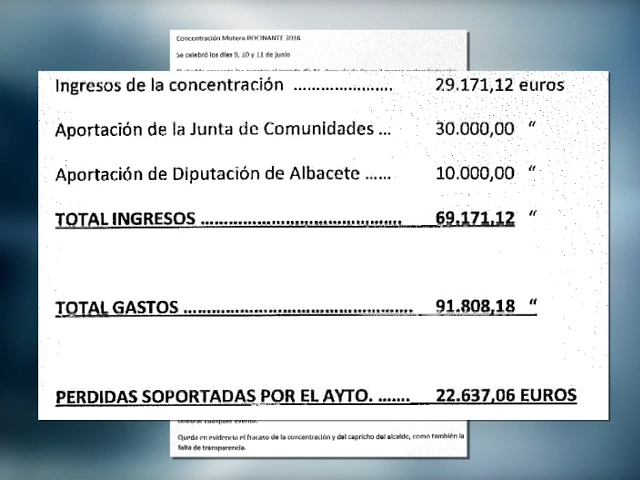 Concentración Motera ROCINANTE 2016
Se celebró los días 9, 10 y 11 de junio
Ingresos de la concentración ...................... 29.171,12 euros
Aportación de la Junta de Comunidades ... 30.000,00 “
Aportación de Diputación de Albacete ...... 10.000,00 “
TOTAL INGRESOS ........................................... 69.171,12 “
TOTAL GASTOS ................................................ 91.808,18 “
PERDIDAS SOPORTADAS POR EL AYTO. ....... 22.637,06 EUROS
celebrar cualquier evento.
Queda en evidencia el fracaso de la concentración y del capricho del alcalde, como también la
falta de transparencia.